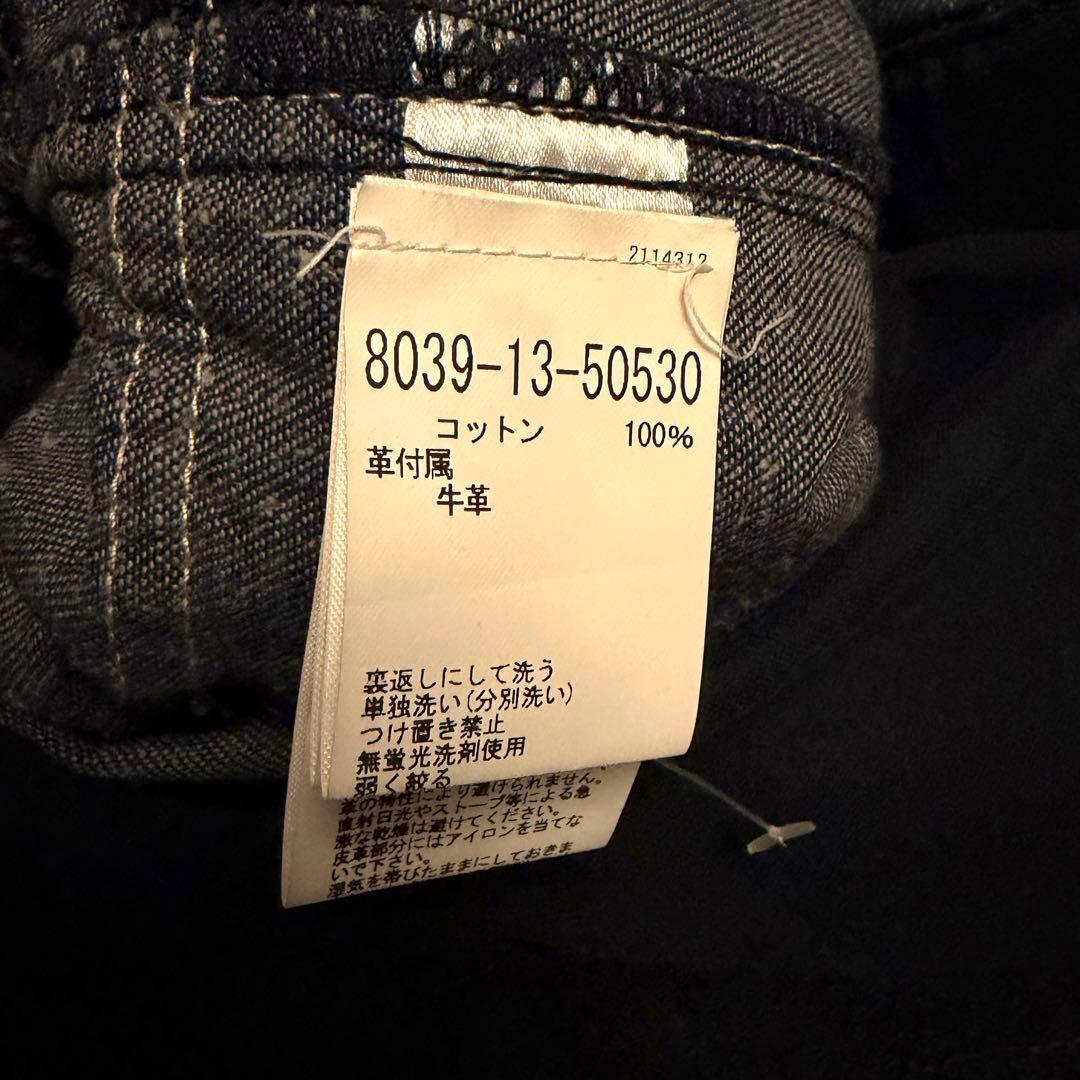 2114312
8039-13-50530
コットン 100%
革付属
牛革
裏返しにして洗う
単独洗い(分別洗い)
つけ置き禁止
無蛍光洗剤使用
弱く絞る
革の特性により避けられません。
直射日光やストーブ等による急
激な乾燥は避けてください。
皮革部分にはアイロンを当てな
いで下さい。
湿気を帯びたままにしておきま